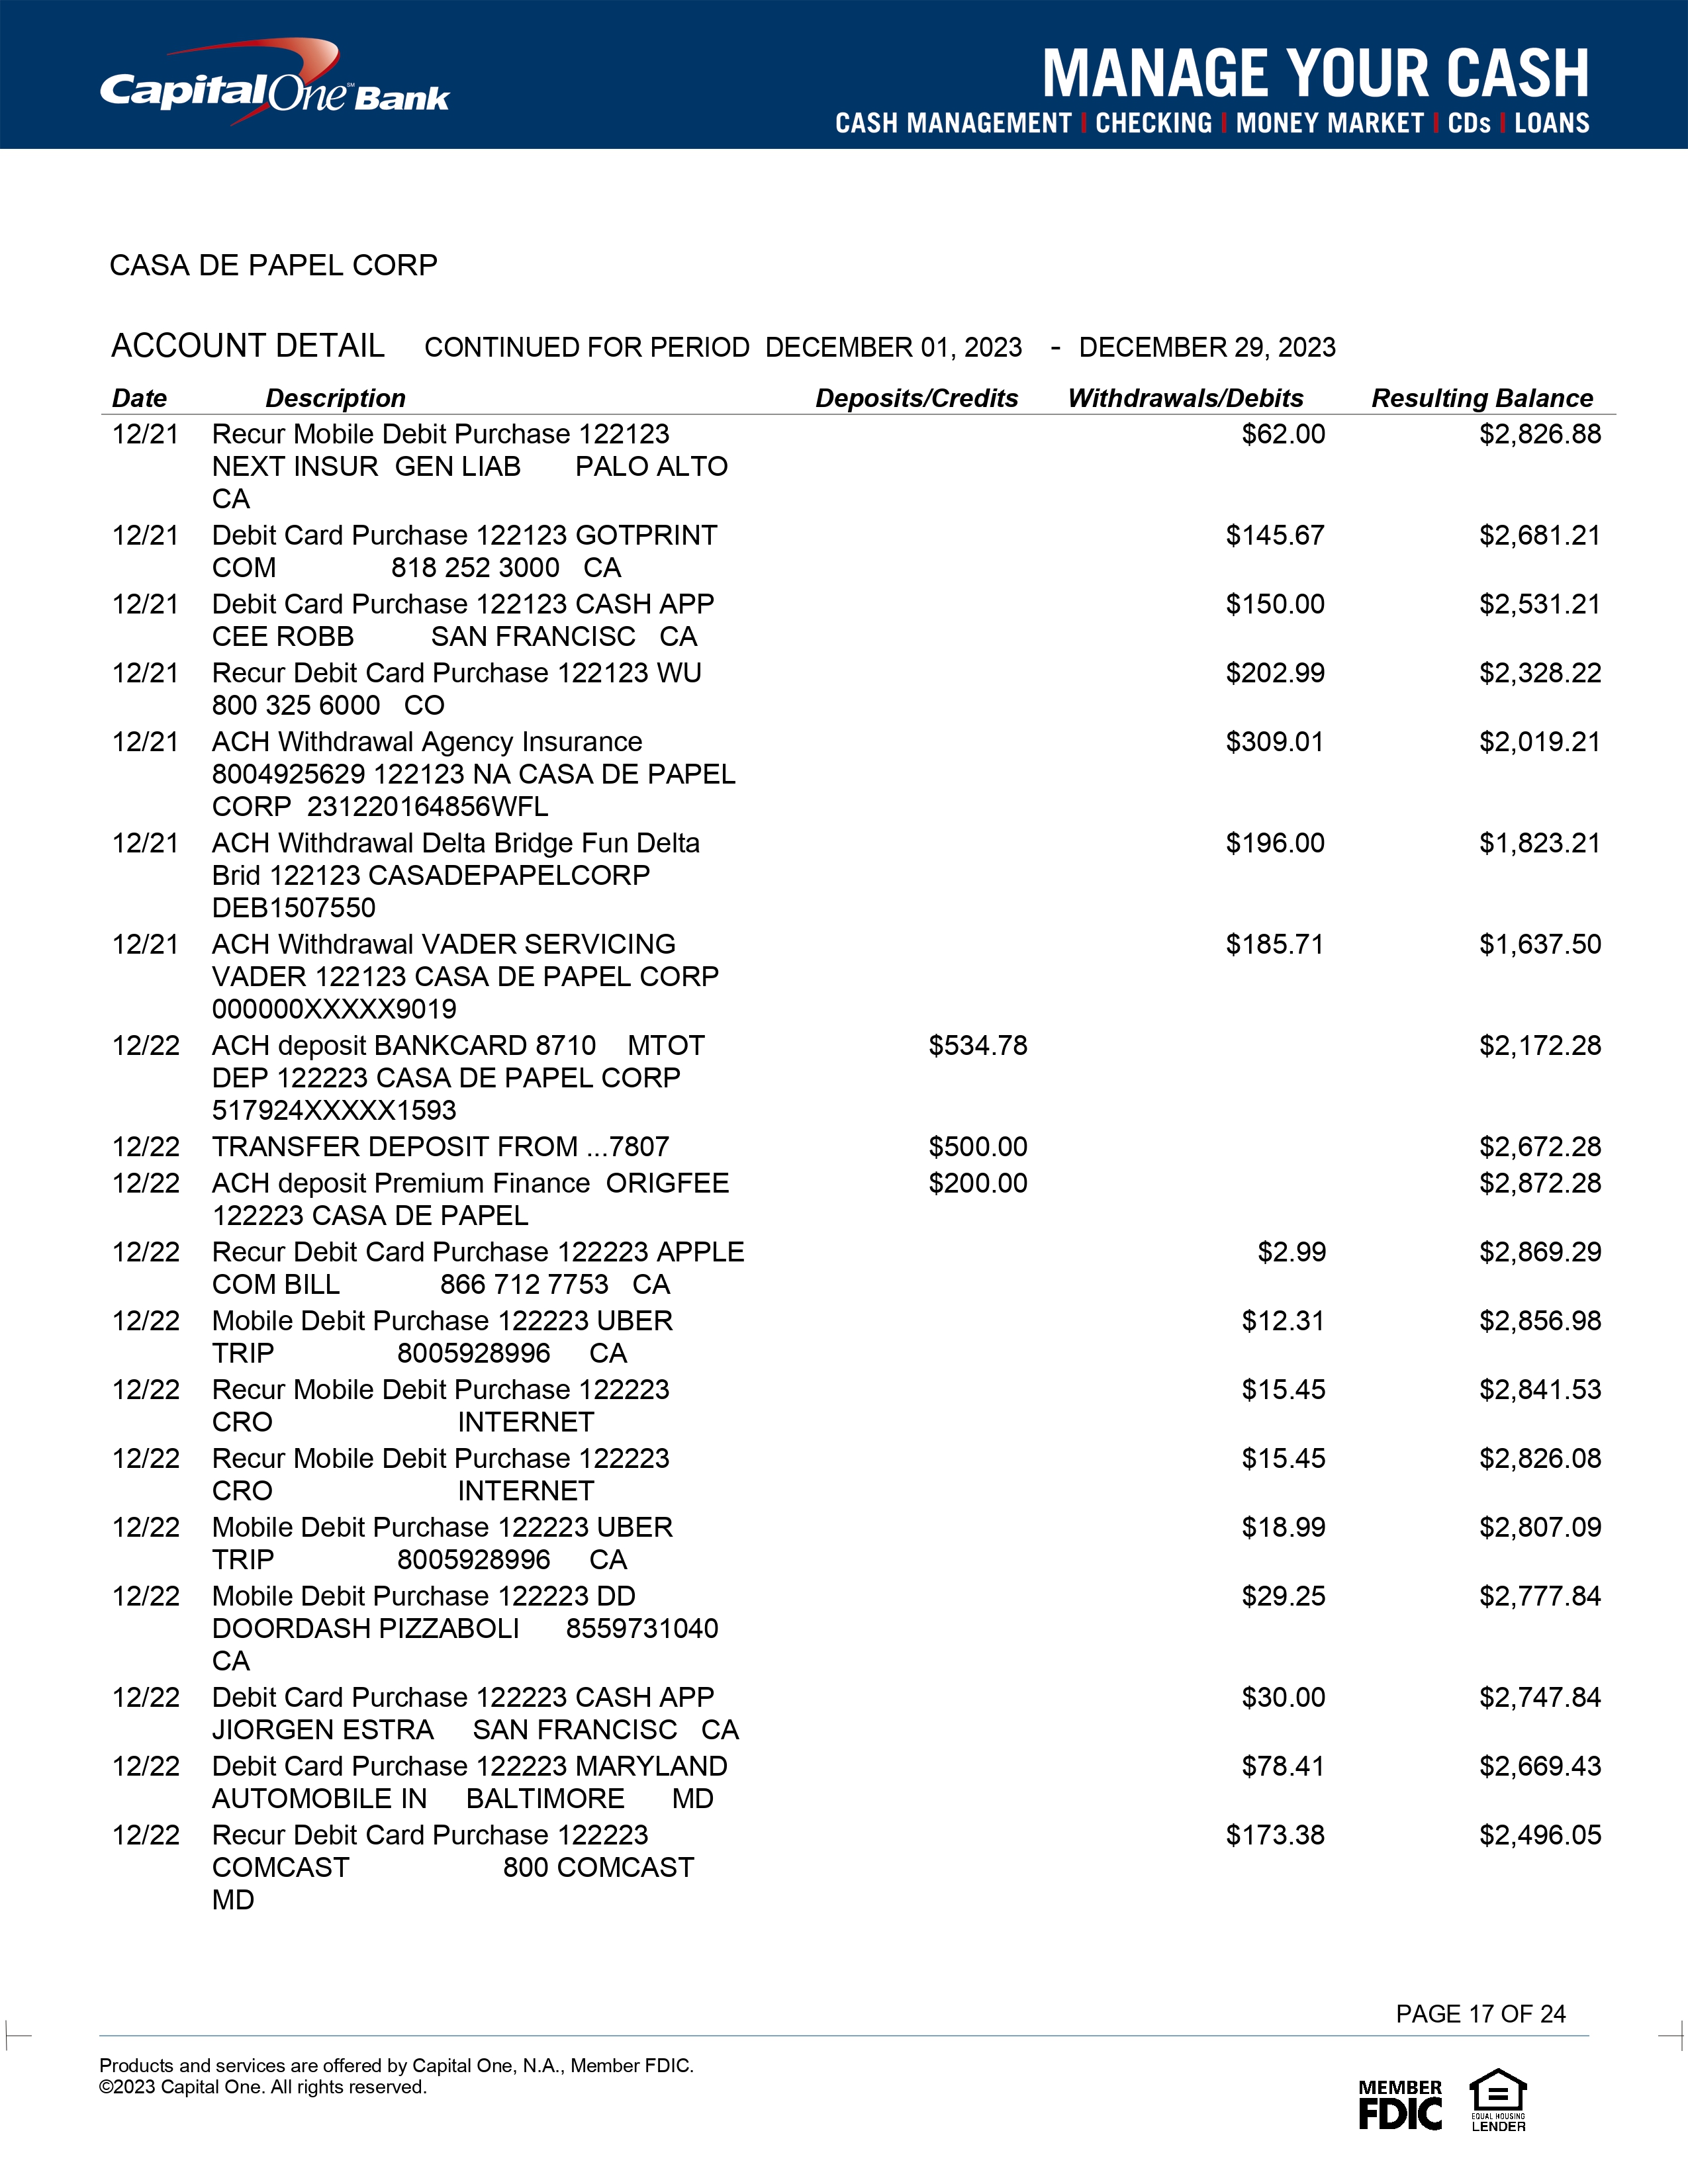 CapitalOne Bank
MANAGE YOUR CASH
CASH MANAGEMENT | CHECKING | MONEY MARKET | CDs | LOANS
CASA DE PAPEL CORP
ACCOUNT DETAIL CONTINUED FOR PERIOD DECEMBER 01, 2023 - DECEMBER 29, 2023
Date Description Deposits/Credits Withdrawals/Debits Resulting Balance
12/21 Recur Mobile Debit Purchase 122123 $62.00 $2,826.88
NEXT INSUR GEN LIAB PALO ALTO
CA
12/21 Debit Card Purchase 122123 GOTPRINT $145.67 $2,681.21
COM 818 252 3000 CA
12/21 Debit Card Purchase 122123 CASH APP $150.00 $2,531.21
CEE ROBB SAN FRANCISC CA
12/21 Recur Debit Card Purchase 122123 WU $202.99 $2,328.22
800 325 6000 CO
12/21 ACH Withdrawal Agency Insurance $309.01 $2,019.21
8004925629 122123 NA CASA DE PAPEL
CORP 231220164856WFL
12/21 ACH Withdrawal Delta Bridge Fun Delta $196.00 $1,823.21
Brid 122123 CASADEPAPELCORP
DEB1507550
12/21 ACH Withdrawal VADER SERVICING $185.71 $1,637.50
VADER 122123 CASA DE PAPEL CORP
000000XXXXX9019
12/22 ACH deposit BANKCARD 8710 MTOT $534.78 $2,172.28
DEP 122223 CASA DE PAPEL CORP
517924XXXXX1593
12/22 TRANSFER DEPOSIT FROM ...7807 $500.00 $2,672.28
12/22 ACH deposit Premium Finance ORIGFEE $200.00 $2,872.28
122223 CASA DE PAPEL
12/22 Recur Debit Card Purchase 122223 APPLE $2.99 $2,869.29
COM BILL 866 712 7753 CA
12/22 Mobile Debit Purchase 122223 UBER $12.31 $2,856.98
TRIP 8005928996 CA
12/22 Recur Mobile Debit Purchase 122223 $15.45 $2,841.53
CRO INTERNET
12/22 Recur Mobile Debit Purchase 122223 $15.45 $2,826.08
CRO INTERNET
12/22 Mobile Debit Purchase 122223 UBER $18.99 $2,807.09
TRIP 8005928996 CA
12/22 Mobile Debit Purchase 122223 DD $29.25 $2,777.84
DOORDASH PIZZABOLI 8559731040
CA
12/22 Debit Card Purchase 122223 CASH APP $30.00 $2,747.84
JIORGEN ESTRA SAN FRANCISC CA
12/22 Debit Card Purchase 122223 MARYLAND $78.41 $2,669.43
AUTOMOBILE IN BALTIMORE MD
12/22 Recur Debit Card Purchase 122223 $173.38 $2,496.05
COMCAST 800 COMCAST
MD
PAGE 17 OF 24
Products and services are offered by Capital One, N.A., Member FDIC.
©2023 Capital One. All rights reserved.
MEMBER
FDIC
EQUAL HOUSING
LENDER